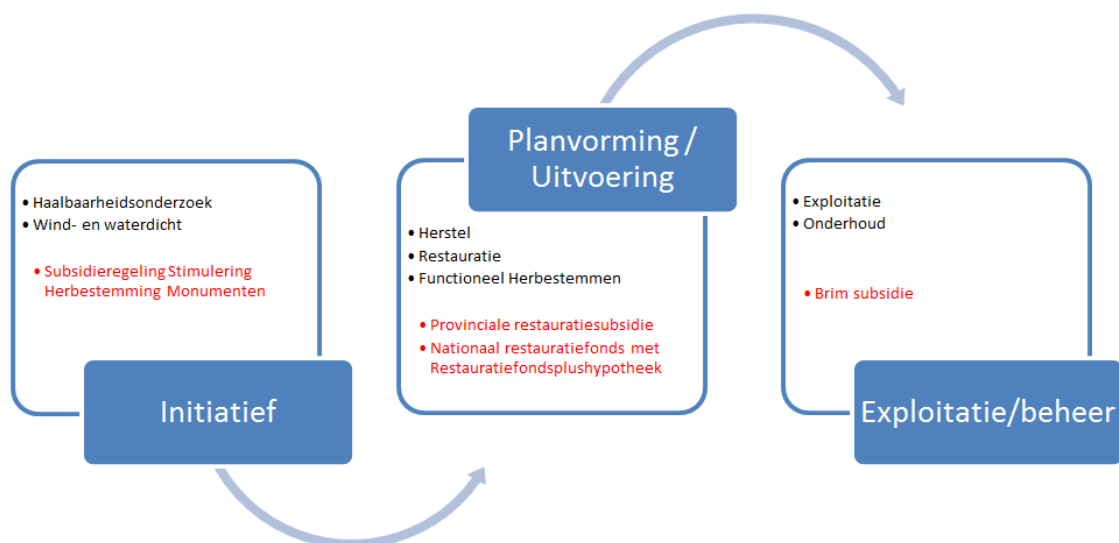 • Haalbaarheidsonderzoek
• Wind- en waterdicht
• Subsidieregeling Stimulering
Herbestemming Monumenten
Initiatief
Planvorming /
Uitvoering
• Herstel
• Restauratie
• Functioneel Herbestemmen
• Provinciale restauratiesubsidie
• Nationaal restauratiefonds met
Restauratiefondsplushypotheek
• Exploitatie
• Onderhoud
• Brim subsidie
Exploitatie/beheer